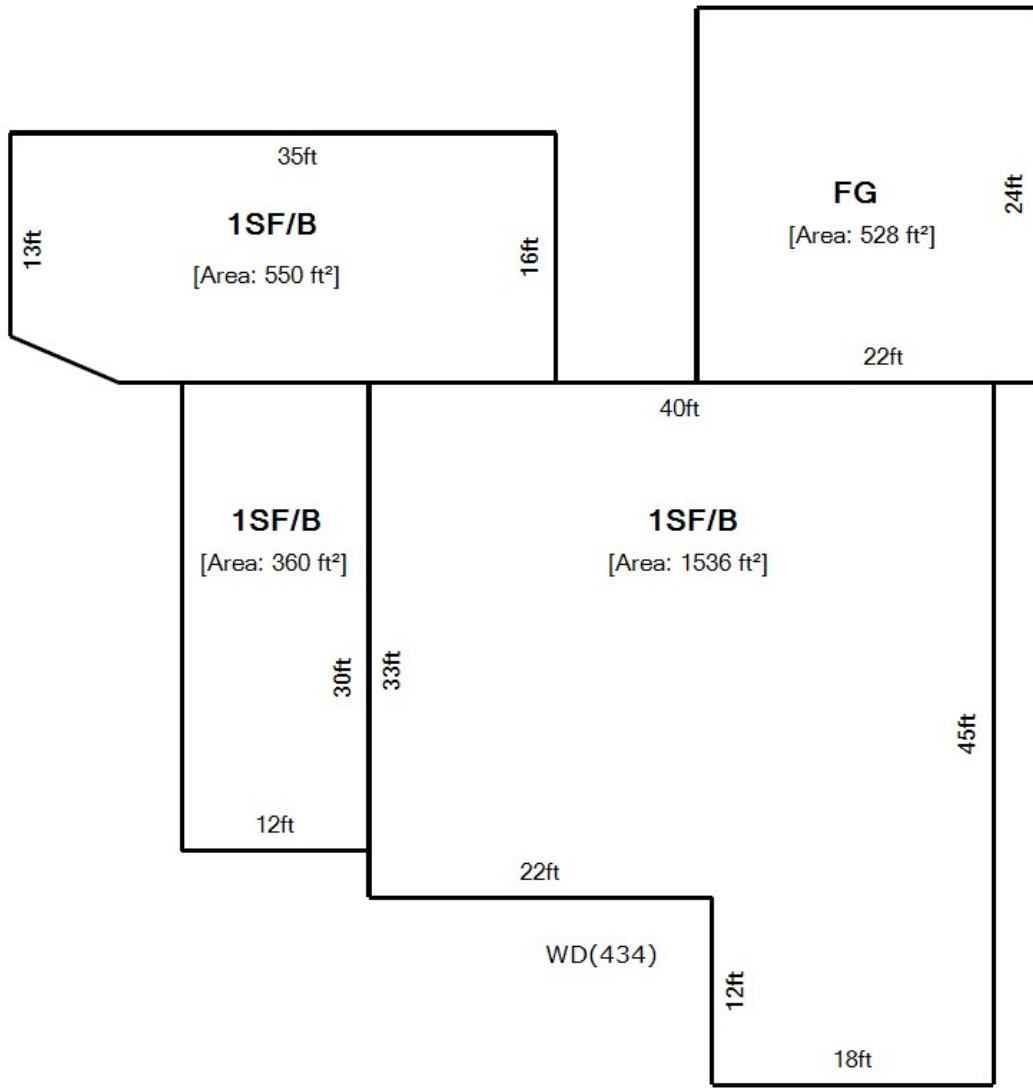 35ft
13ft
1SF/B
[Area: 550 ft²]
16ft
FG
[Area: 528 ft²]
24ft
22ft
40ft
1SF/B
[Area: 360 ft²]
30ft
12ft
1SF/B
[Area: 1536 ft²]
33ft
45ft
22ft
WD(434)
12ft
18ft